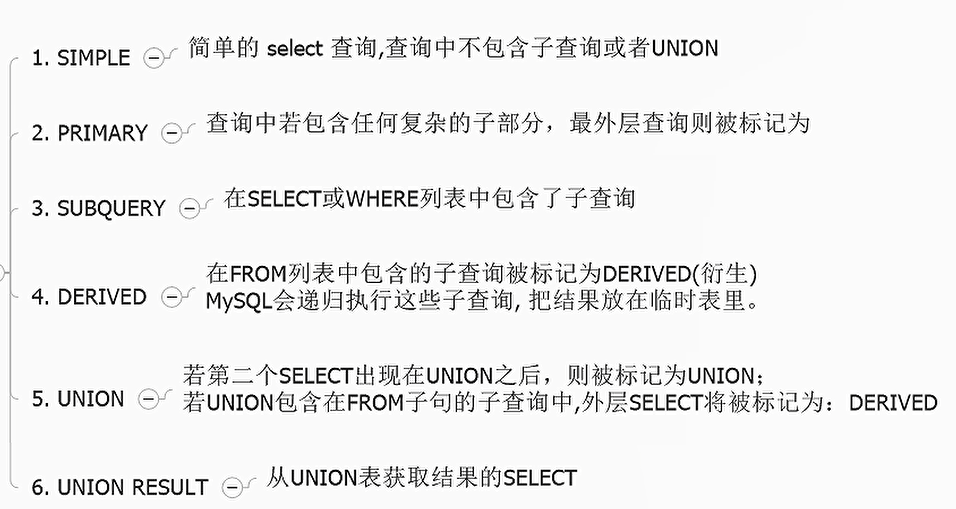 1. SIMPLE
简单的 select 查询,查询中不包含子查询或者UNION
2. PRIMARY
查询中若包含任何复杂的子部分，最外层查询则被标记为
3. SUBQUERY
在SELECT或WHERE列表中包含了子查询
4. DERIVED
在FROM列表中包含的子查询被标记为DERIVED(衍生)
MySQL会递归执行这些子查询, 把结果放在临时表里。
5. UNION
若第二个SELECT出现在UNION之后，则被标记为UNION；
若UNION包含在FROM子句的子查询中,外层SELECT将被标记为：DERIVED
6. UNION RESULT
从UNION表获取结果的SELECT